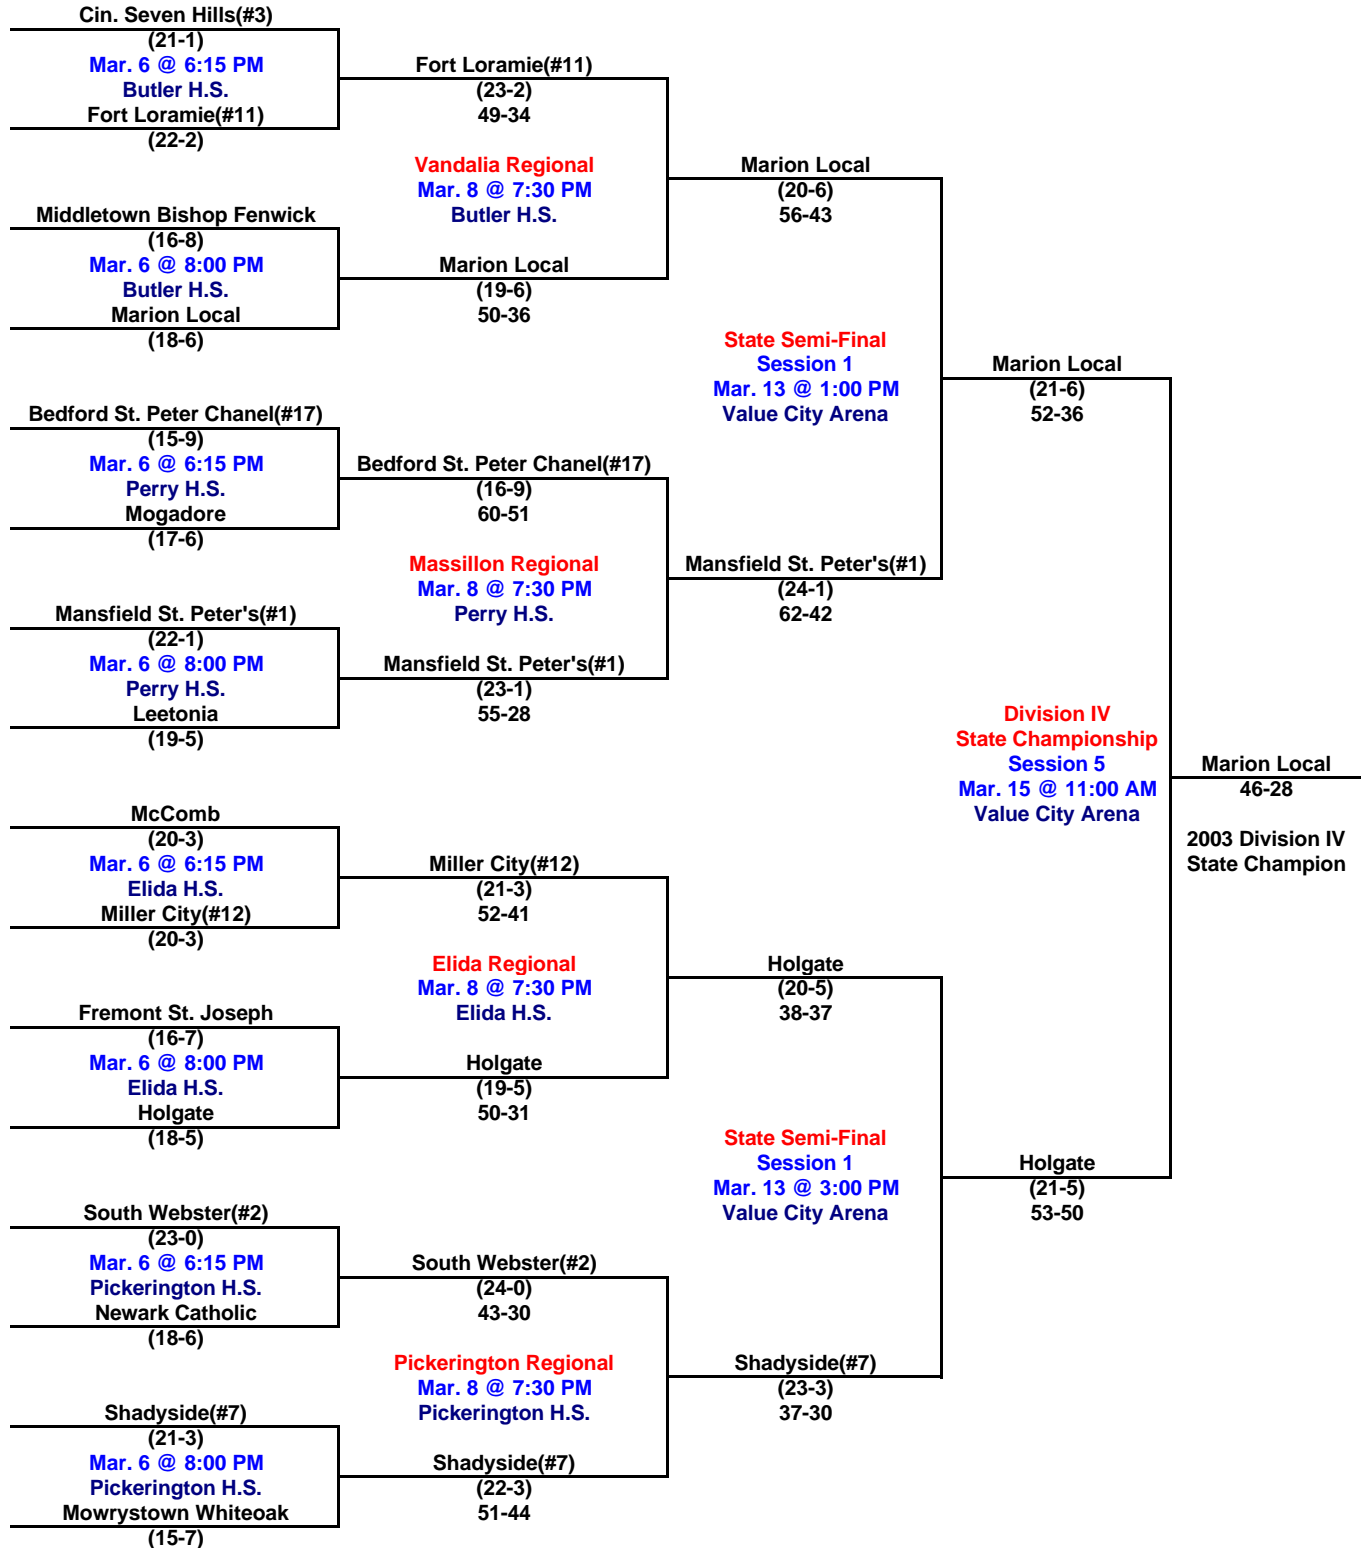 Cin. Seven Hills(#3)
(21-1)
Mar. 6 @ 6:15 PM
Butler H.S.
Fort Loramie(#11)
(22-2)
Middletown Bishop Fenwick
(16-8)
Mar. 6 @ 8:00 PM
Butler H.S.
Marion Local
(18-6)
Bedford St. Peter Chanel(#17)
(15-9)
Mar. 6 @ 6:15 PM
Perry H.S.
Mogadore
(17-6)
Mansfield St. Peter's(#1)
(22-1)
Mar. 6 @ 8:00 PM
Perry H.S.
Leetonia
(19-5)
McComb
(20-3)
Mar. 6 @ 6:15 PM
Elida H.S.
Miller City(#12)
(20-3)
Fremont St. Joseph
(16-7)
Mar. 6 @ 8:00 PM
Elida H.S.
Holgate
(18-5)
South Webster(#2)
(23-0)
Mar. 6 @ 6:15 PM
Pickerington H.S.
Newark Catholic
(18-6)
Shadyside(#7)
(21-3)
Mar. 6 @ 8:00 PM
Pickerington H.S.
Mowrystown Whiteoak
(15-7)
Fort Loramie(#11)
(23-2)
49-34
Vandalia Regional
Mar. 8 @ 7:30 PM
Butler H.S.
Marion Local
(19-6)
50-36
Bedford St. Peter Chanel(#17)
(16-9)
60-51
Massillon Regional
Mar. 8 @ 7:30 PM
Perry H.S.
Mansfield St. Peter's(#1)
(23-1)
55-28
Miller City(#12)
(21-3)
52-41
Elida Regional
Mar. 8 @ 7:30 PM
Elida H.S.
Holgate
(19-5)
50-31
South Webster(#2)
(24-0)
43-30
Pickerington Regional
Mar. 8 @ 7:30 PM
Pickerington H.S.
Shadyside(#7)
(22-3)
51-44
Marion Local
(20-6)
56-43
State Semi-Final
Session 1
Mar. 13 @ 1:00 PM
Value City Arena
Mansfield St. Peter's(#1)
(24-1)
62-42
Holgate
(20-5)
38-37
State Semi-Final
Session 1
Mar. 13 @ 3:00 PM
Value City Arena
Shadyside(#7)
(23-3)
37-30
Marion Local
(21-6)
52-36
Division IV
State Championship
Session 5
Mar. 15 @ 11:00 AM
Value City Arena
Holgate
(21-5)
53-50
Marion Local
46-28
2003 Division IV
State Champion